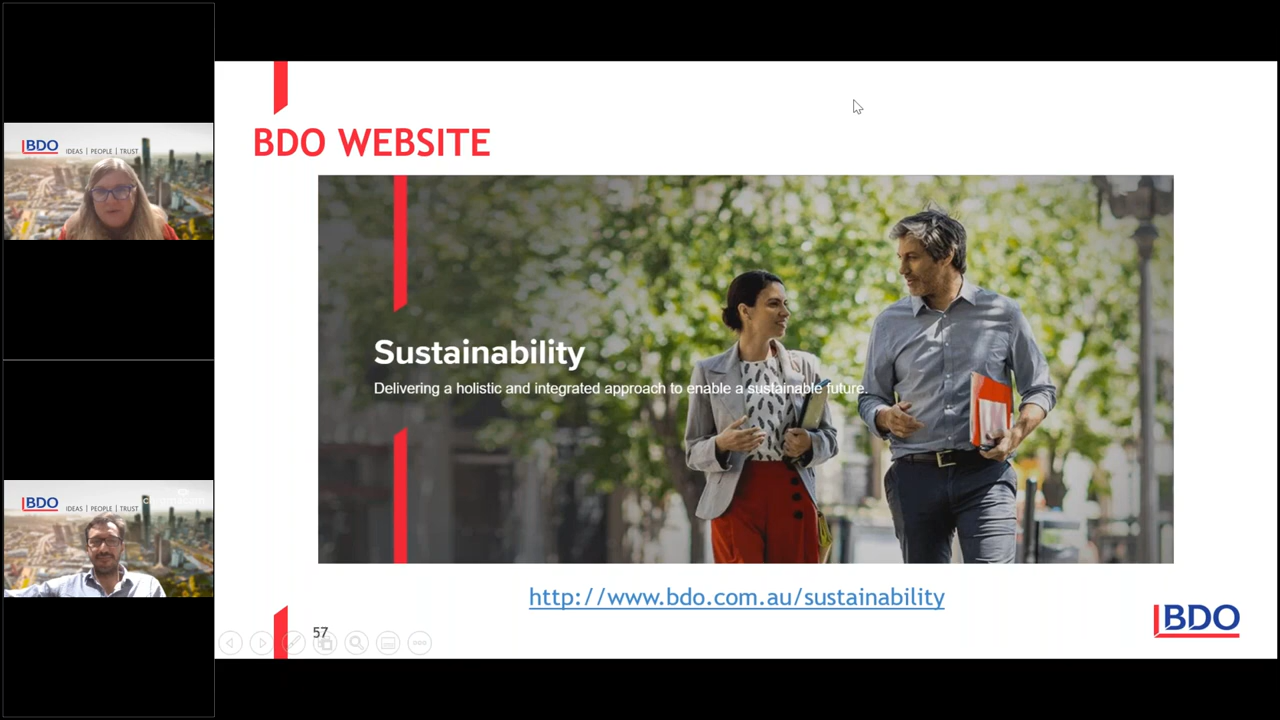 BDO
IDEAS | PEOPLE | TRUST
BDO
IDEAS | PEOPLE | TRUST
BDO WEBSITE
Sustainability
Delivering a holistic and integrated approach to enable a sustainable future.
http://www.bdo.com.au/sustainability
57
BDO